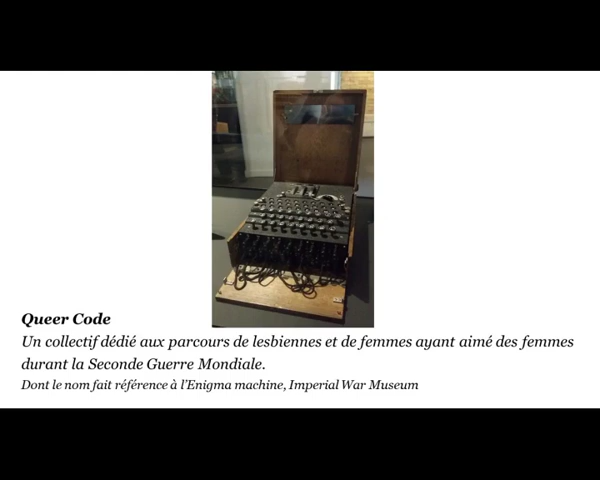 Queer Code
Un collectif dédié aux parcours de lesbiennes et de femmes ayant aimé des femmes
durant la Seconde Guerre Mondiale.
Dont le nom fait référence à l'Enigma machine, Imperial War Museum